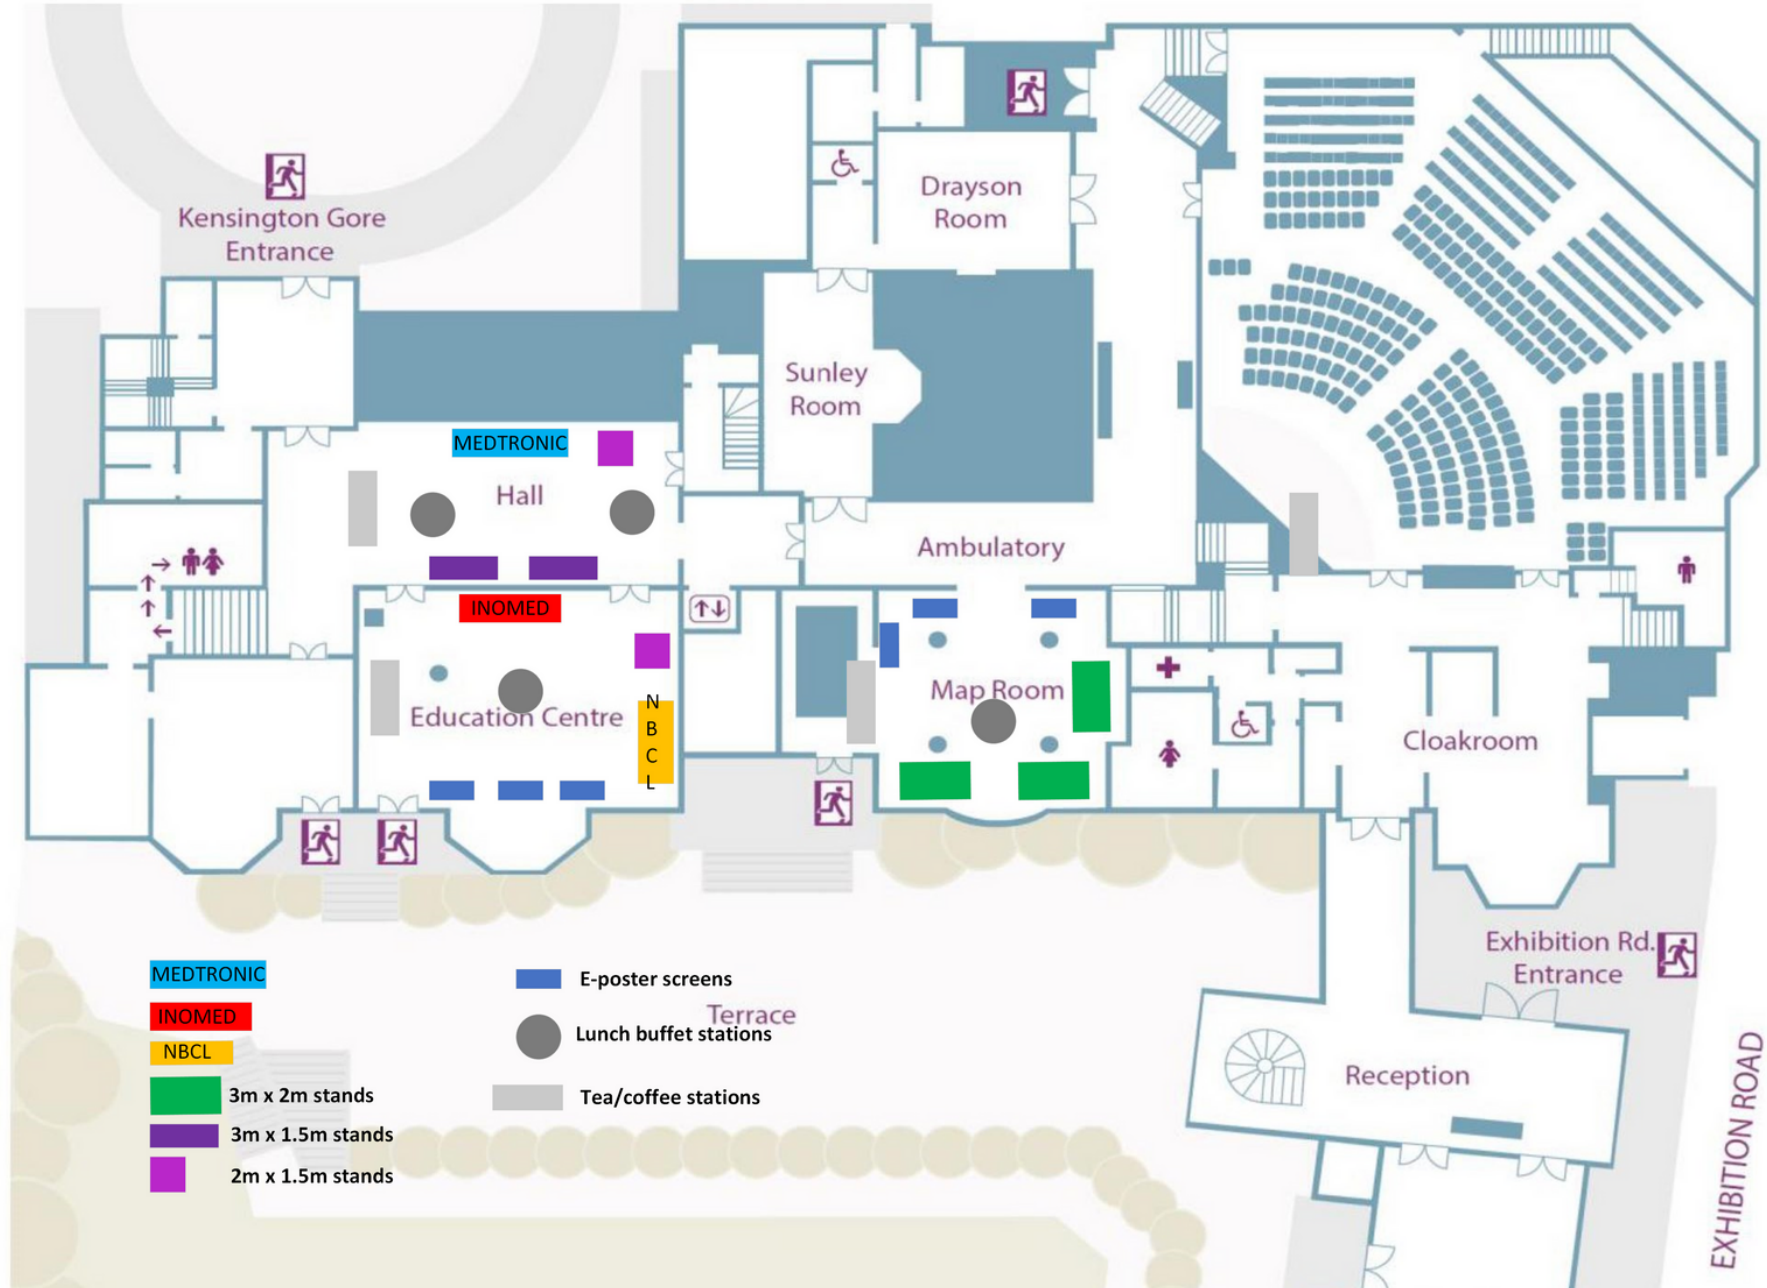 Drayson
Room
Kensington Gore
Entrance
Sunley
Room
MEDTRONIC
Hall
Ambulatory
INOMED
Map Room
Education Centre
N
B
C
L
Cloakroom
Exhibition Rd.
Entrance
MEDTRONIC
E-poster screens
INOMED
Terrace
Lunch buffet stations
NBCL
3m x 2m stands
Tea/coffee stations
Reception
3m x 1.5m stands
2m x 1.5m stands
EXHIBITION ROAD